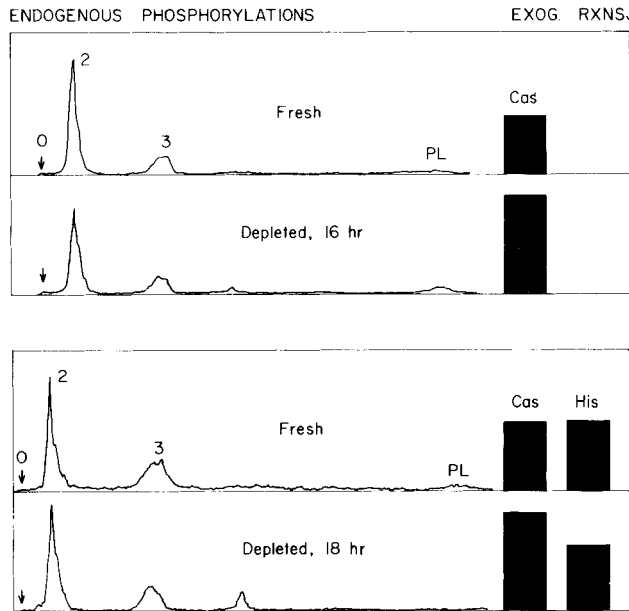 ENDOGENOUS PHOSPHORYLATIONS EXOG. RXNS.
2
Fresh
Cas
0
3
PL
Depleted, 16 hr
2
Fresh
Cas His
0
3
PL
Depleted, 18 hr